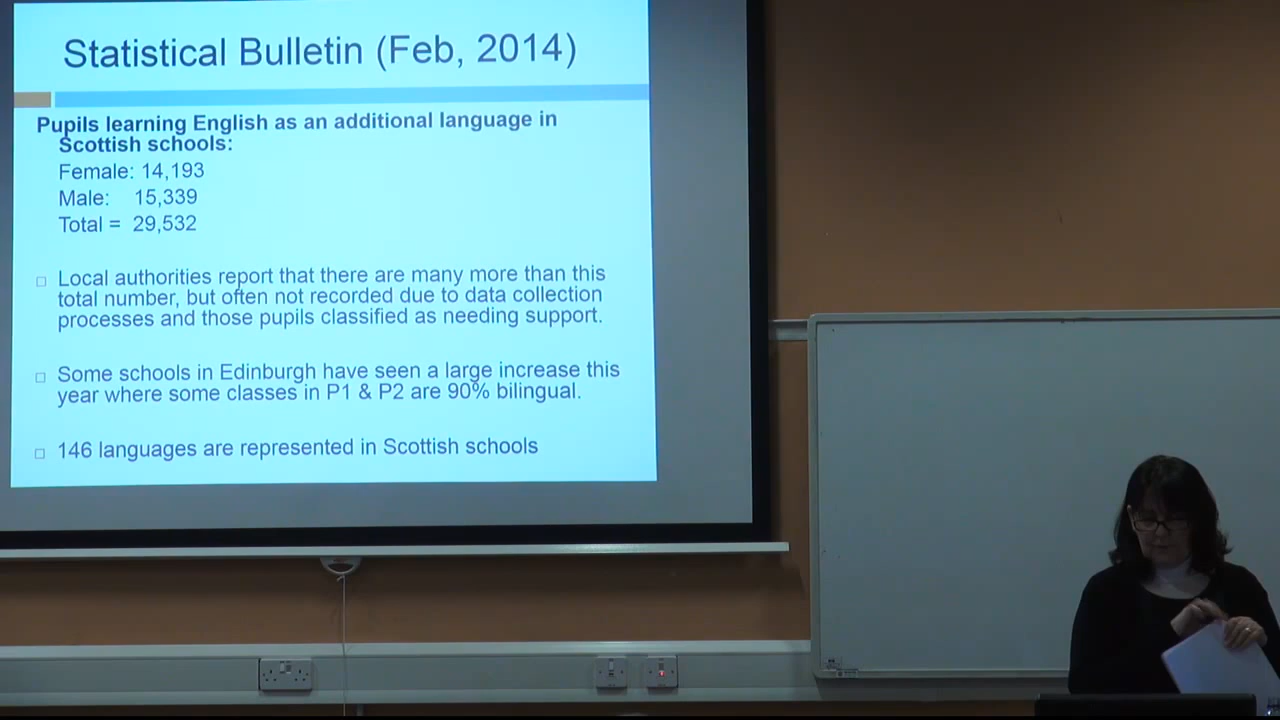 Statistical Bulletin (Feb, 2014)
Pupils learning English as an additional language in
Scottish schools:
Female: 14,193
Male: 15,339
Total = 29,532
Local authorities report that there are many more than this
total number, but often not recorded due to data collection
processes and those pupils classified as needing support.
Some schools in Edinburgh have seen a large increase this
year where some classes in P1 & P2 are 90% bilingual.
146 languages are represented in Scottish schools